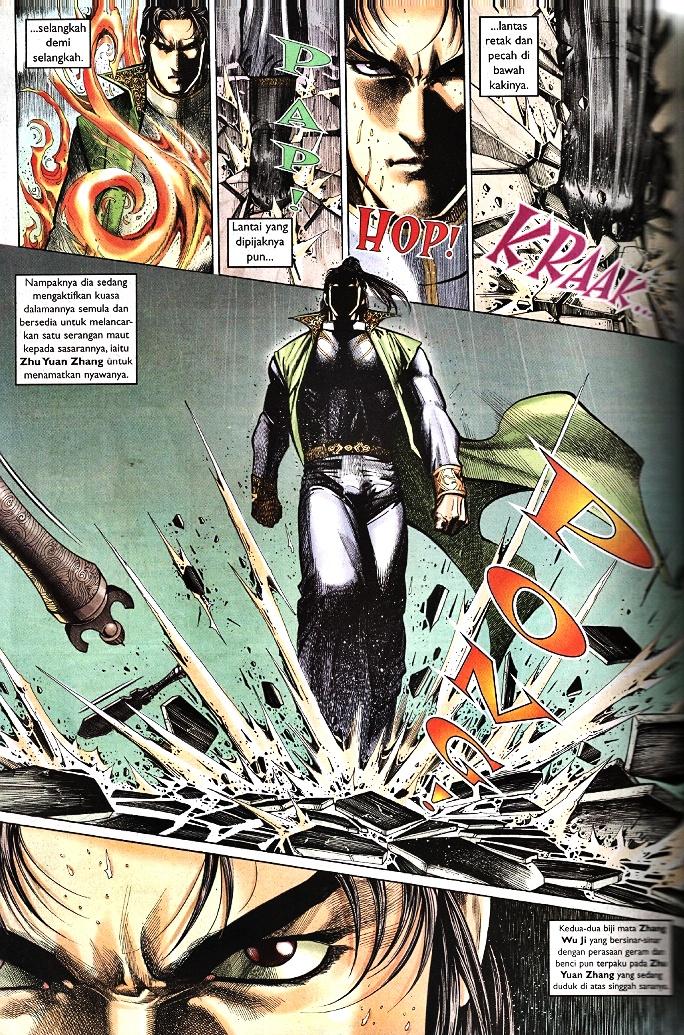 ...selangkah
demi
selangkah.
PAP!
Lantai yang
dipijaknya
pun...
HOP!
...lantas
retak dan
pecah di
bawah
kakinya.
KRAAK...
Nampaknya dia sedang
mengaktifkan kuasa
dalamannya semula dan
bersedia untuk melancar-
kan satu serangan maut
kepada sasarannya, iaitu
Zhu Yuan Zhang untuk
menamatkan nyawanya.
PONG!
Kedua-dua biji mata Zhang
Wu Ji yang bersinar-sinar
dengan perasaan geram dan
benci pun terpaku pada Zhu
Yuan Zhang yang sedang
duduk di atas singgah sananya.